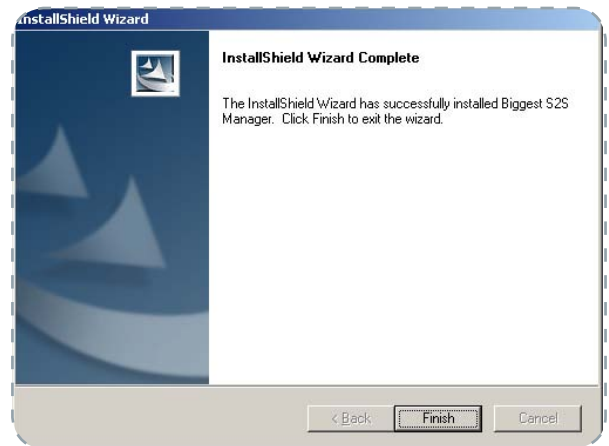 InstallShield Wizard
InstallShield Wizard Complete
The InstallShield Wizard has successfully installed Biggest S2S
Manager. Click Finish to exit the wizard.
< Back
Finish
Cancel